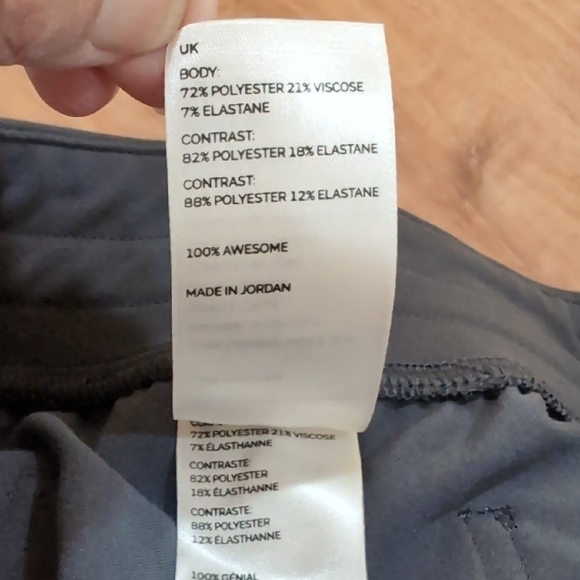 UK
BODY:
72% POLYESTER 21% VISCOSE
7% ELASTANE
CONTRAST:
82% POLYESTER 18% ELASTANE
CONTRAST:
88% POLYESTER 12% ELASTANE
100% AWESOME
MADE IN JORDAN
72% POLYESTER 21% VISCOSE
7% ÉLASTHANNE
CONTRASTE:
82% POLYESTER
18% ÉLASTHANNE
CONTRASTE:
88% POLYESTER
12% ÉLASTHANNE
100% GÉNIAL